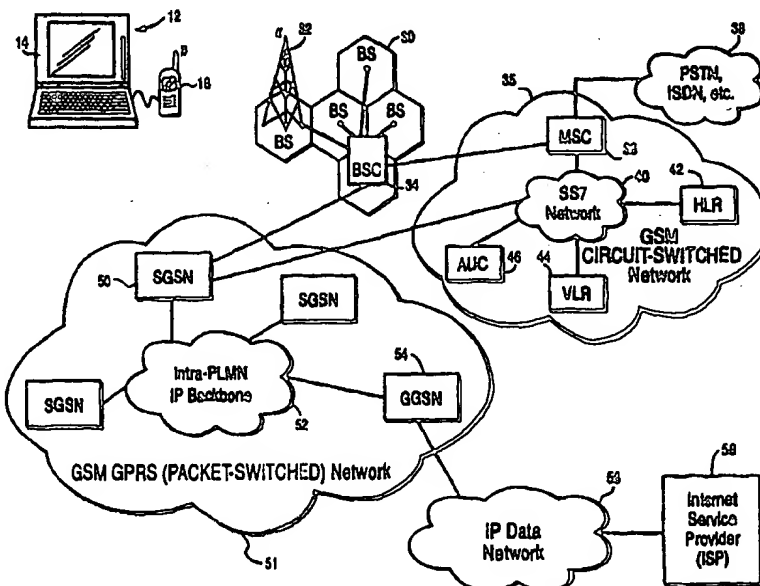 12
14
18
32
30
BS
BS
BS
BS
BSC
34
35
38
PSTN,
ISDN, etc.
MSC
33
40
42
SS7
Network
HLR
GSM
CIRCUIT-SWITCHED
Network
AUC
46
44
VLR
50
SGSN
SGSN
SGSN
Intra-PLMN
IP Backbone
52
54
GGSN
GSM GPRS (PACKET-SWITCHED) Network
51
53
IP Data
Network
58
Internet
Service
Provider
(ISP)